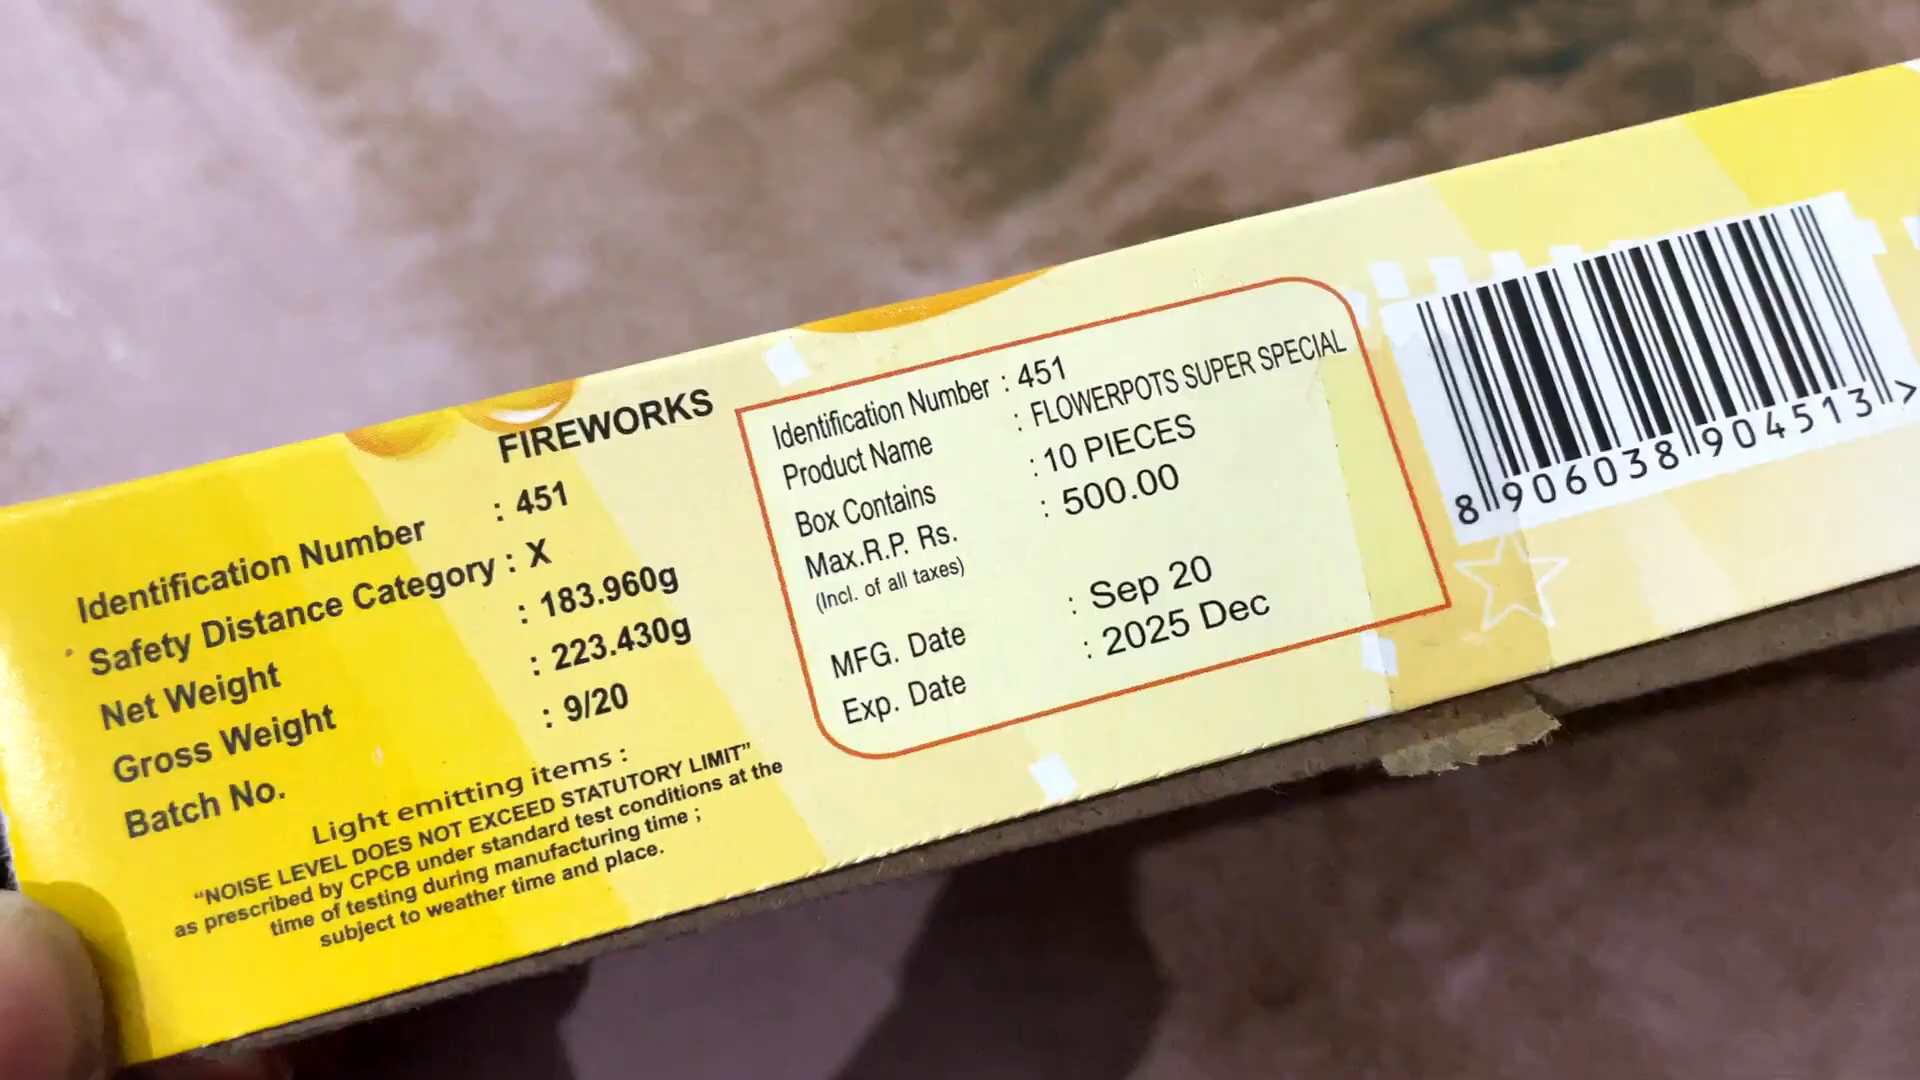 FIREWORKS
Identification Number : 451
Safety Distance Category : X
Net Weight : 183.960g
Gross Weight : 223.430g
Batch No. : 9/20
Light emitting items :
“NOISE LEVEL DOES NOT EXCEED STATUTORY LIMIT”
as prescribed by CPCB under standard test conditions at the
time of testing during manufacturing time ;
subject to weather time and place.
Identification Number : 451
Product Name : FLOWERPOTS SUPER SPECIAL
Box Contains : 10 PIECES
Max.R.P. Rs. : 500.00
(Incl. of all taxes)
MFG. Date : Sep 20
Exp. Date : 2025 Dec
8 906038 904513 >